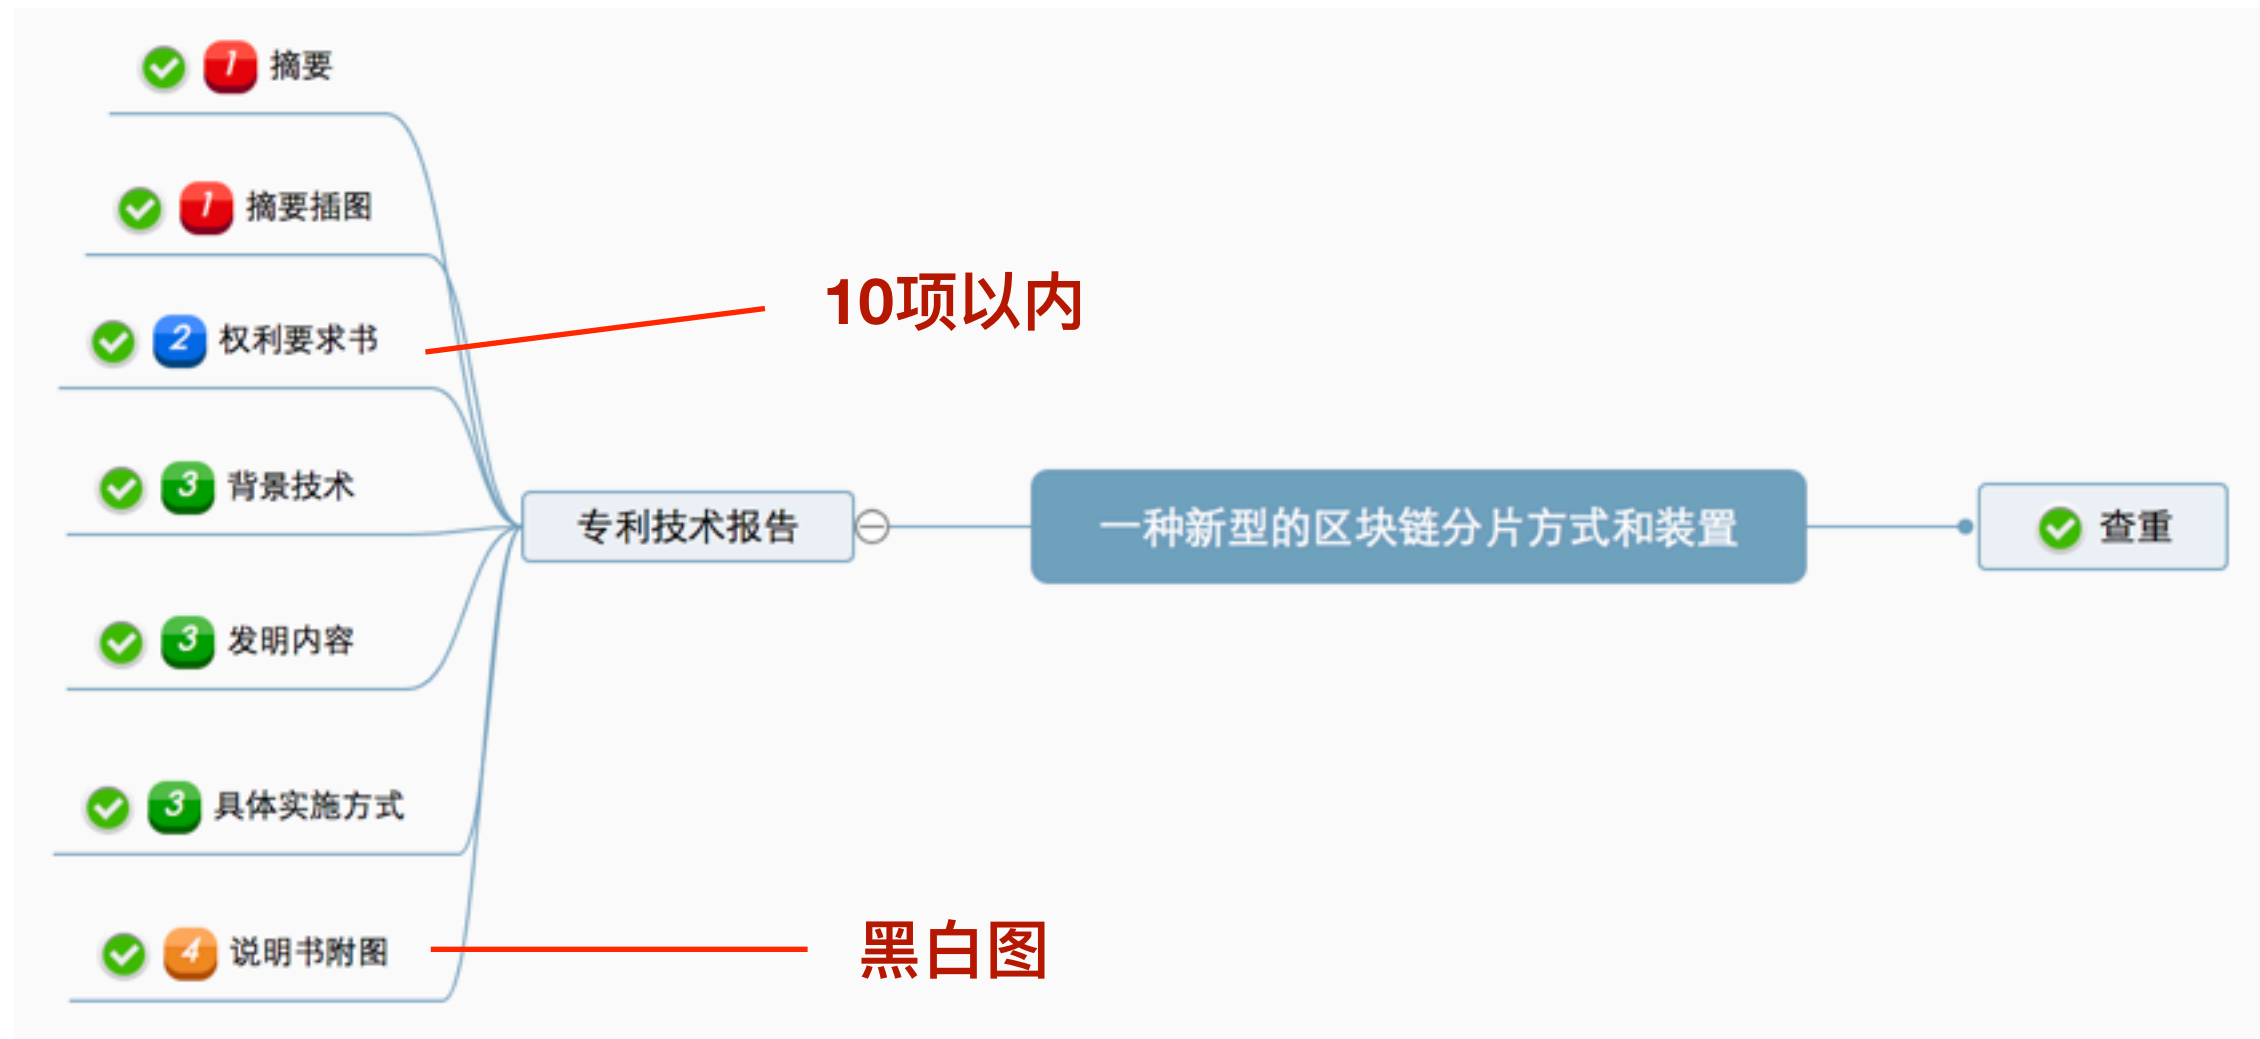 1 摘要
1 摘要插图
10项以内
2 权利要求书
3 背景技术
专利技术报告
一种新型的区块链分片方式和装置
查重
3 发明内容
3 具体实施方式
4 说明书附图
黑白图